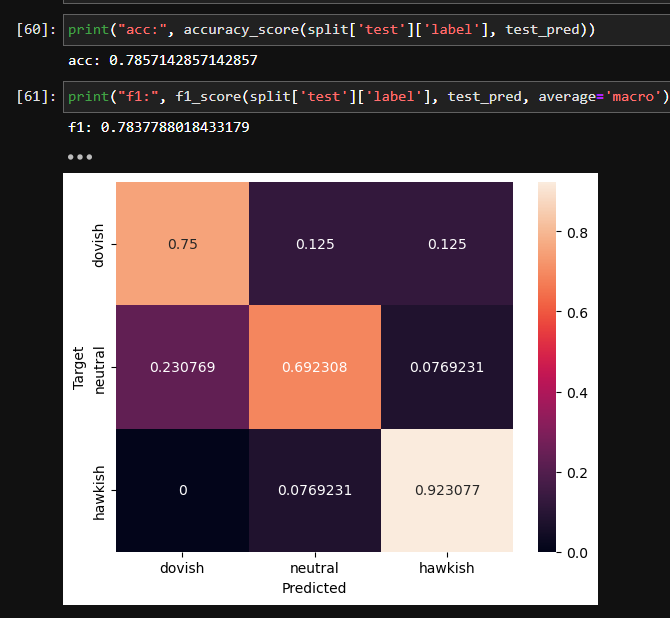 [60]: print("acc:", accuracy_score(split['test']['label'], test_pred))
acc: 0.7857142857142857
[61]: print("f1:", f1_score(split['test']['label'], test_pred, average='macro')
f1: 0.7837788018433179
dovish 0.75 0.125 0.125 0.8
0.6
Target neutral 0.230769 0.692308 0.0769231
0.4
0.2
hawkish 0 0.0769231 0.923077
0.0
dovish neutral hawkish
Predicted